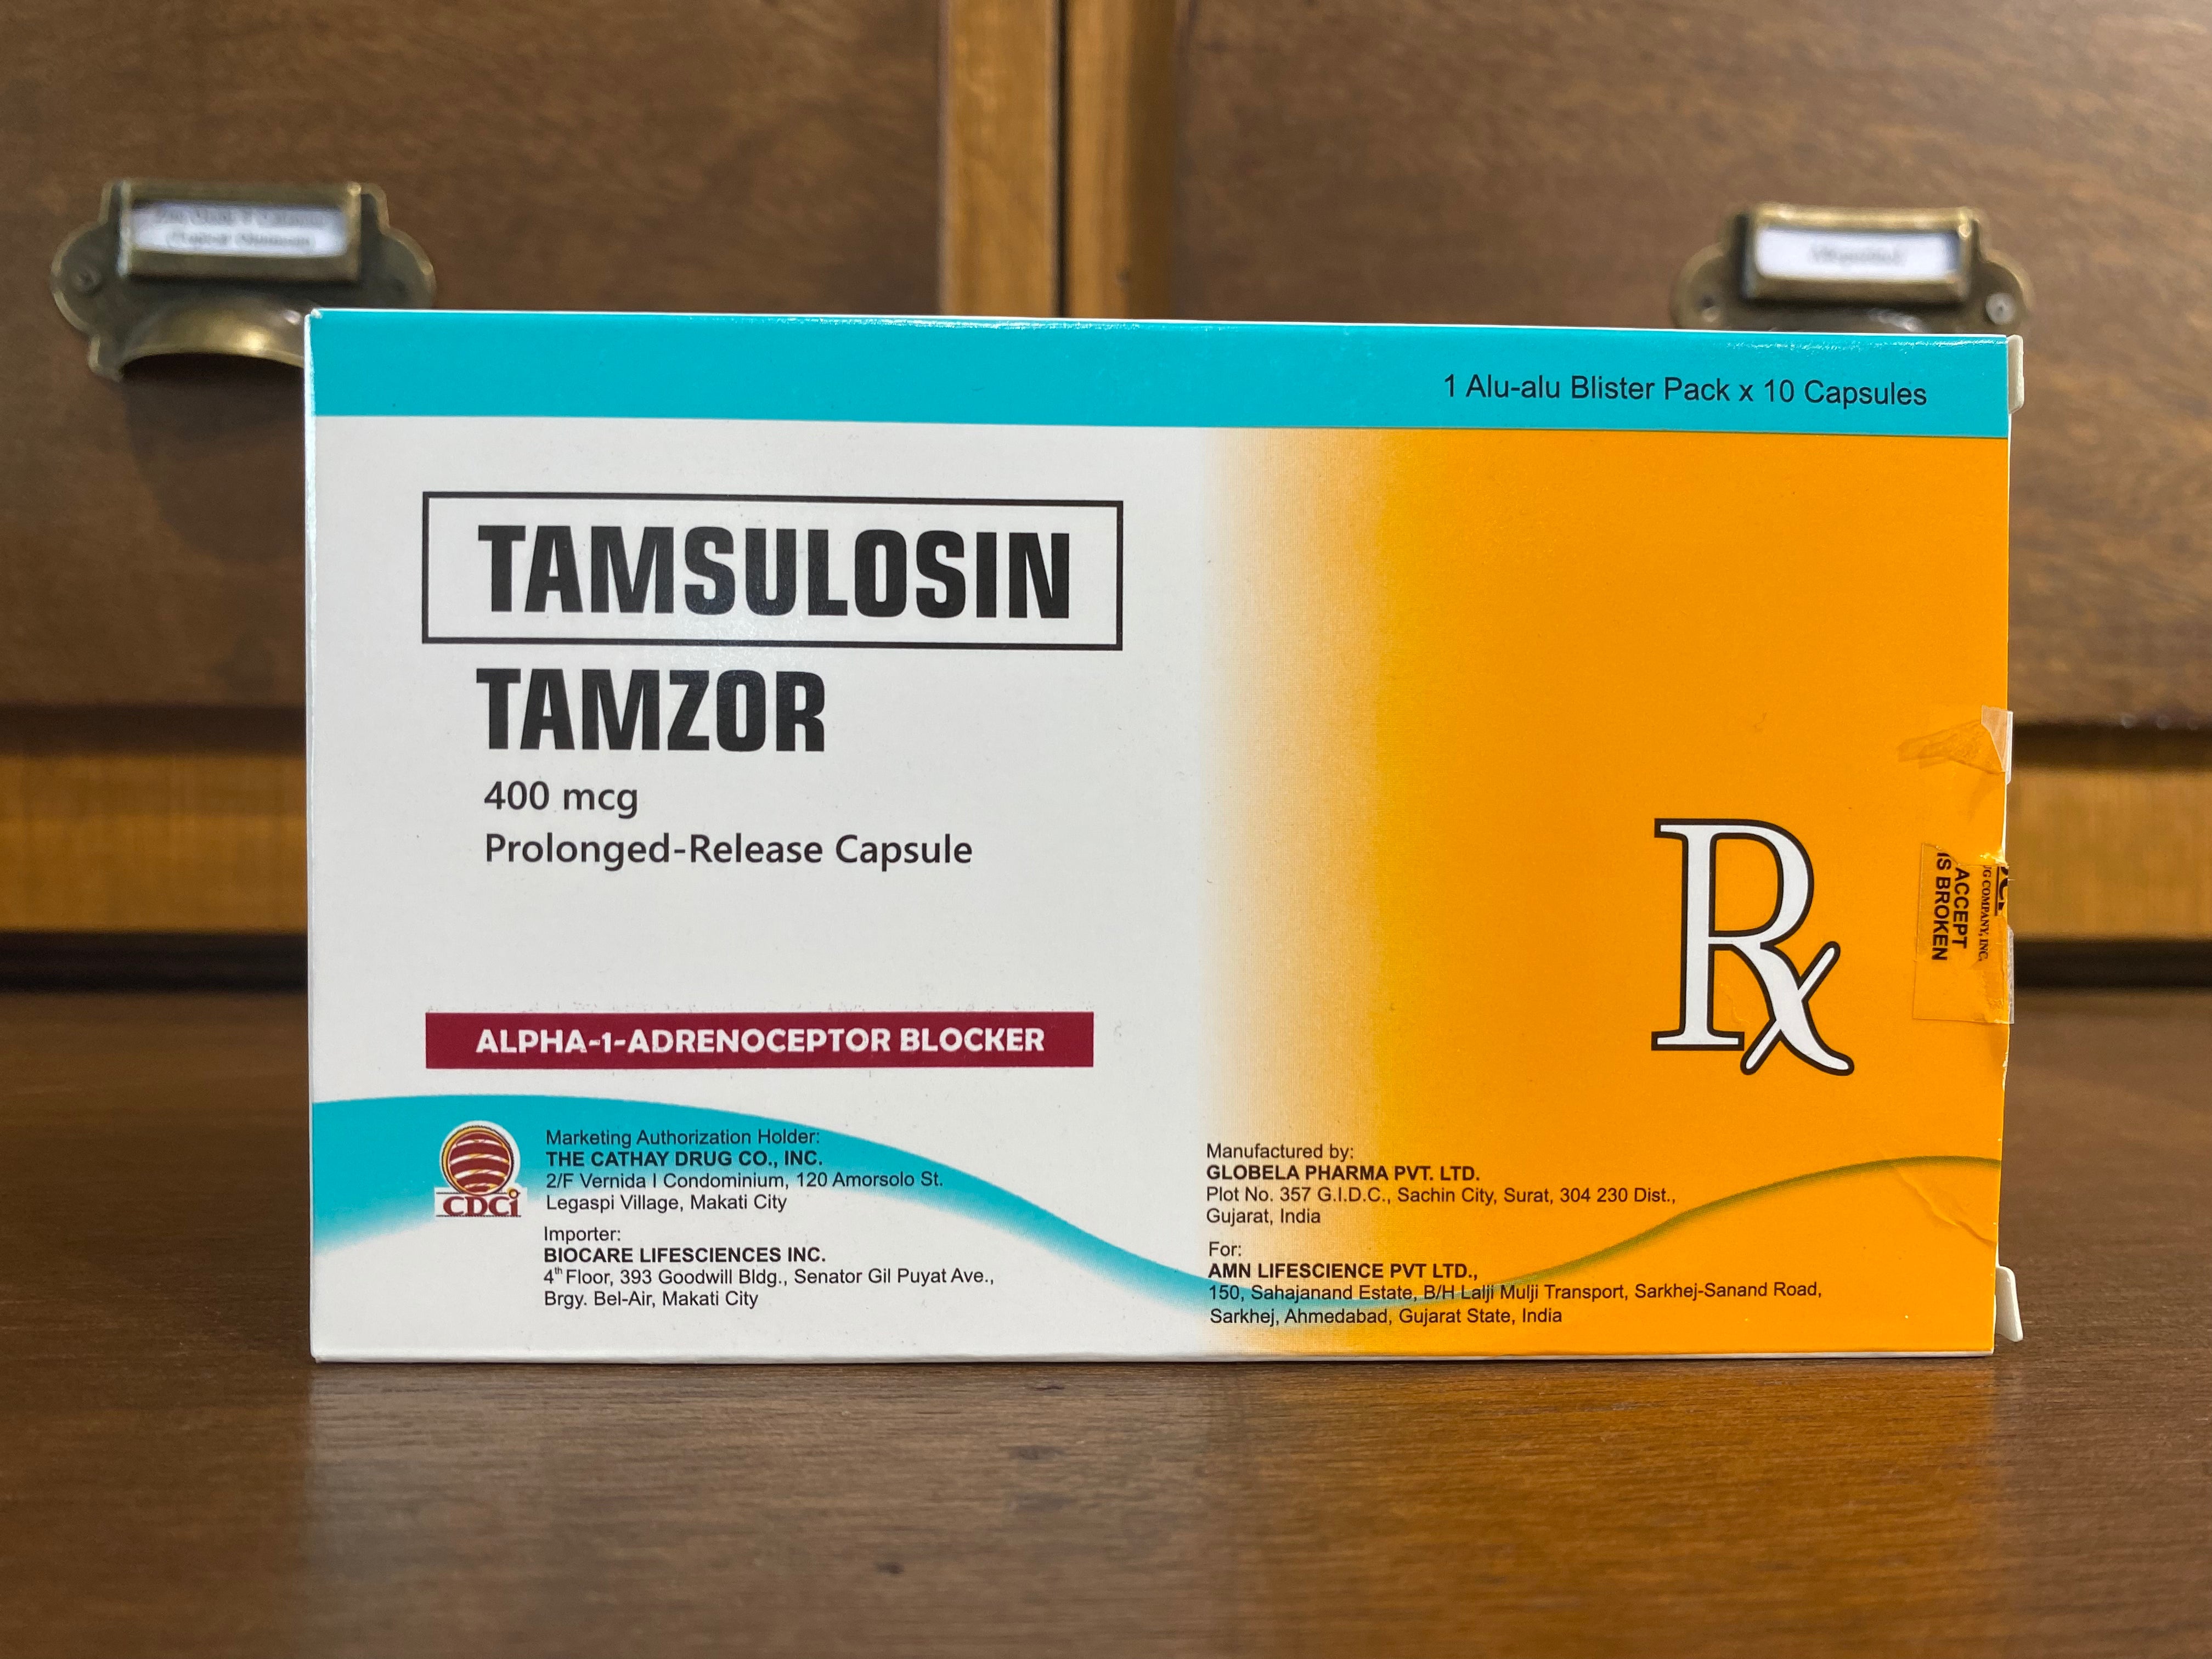 1 Alu-alu Blister Pack x 10 Capsules
TAMSULOSIN
TAMZOR
400 mcg
Prolonged-Release Capsule
ALPHA-1-ADRENOCEPTOR BLOCKER
Rx
COMPANY, INC.
ACCEPT
IS BROKEN
CDCi
Marketing Authorization Holder:
THE CATHAY DRUG CO., INC.
2/F Vernida I Condominium, 120 Amorsolo St.
Legaspi Village, Makati City
Importer:
BIOCARE LIFESCIENCES INC.
4th Floor, 393 Goodwill Bldg., Senator Gil Puyat Ave.,
Brgy. Bel-Air, Makati City
Manufactured by:
GLOBELA PHARMA PVT. LTD.
Plot No. 357 G.I.D.C., Sachin City, Surat, 304 230 Dist.,
Gujarat, India
For:
AMN LIFESCIENCE PVT LTD.,
150, Sahajanand Estate, B/H Lalji Mulji Transport, Sarkhej-Sanand Road,
Sarkhej, Ahmedabad, Gujarat State, India